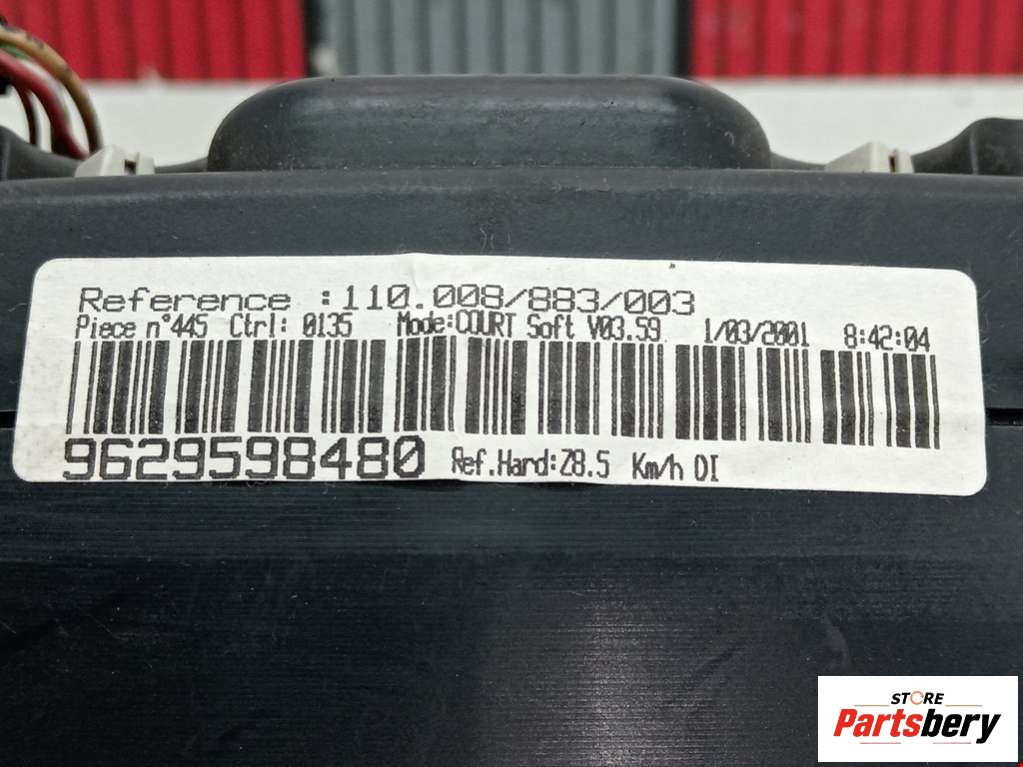 Reference :110.008/883/003
Piece n°445 Ctrl: 0135 Mode:COURT Soft V03.59 1/03/2001 8:42:04
9629598480 Ref.Hard:Z8.5 Km/h DI
STORE
Partsbery